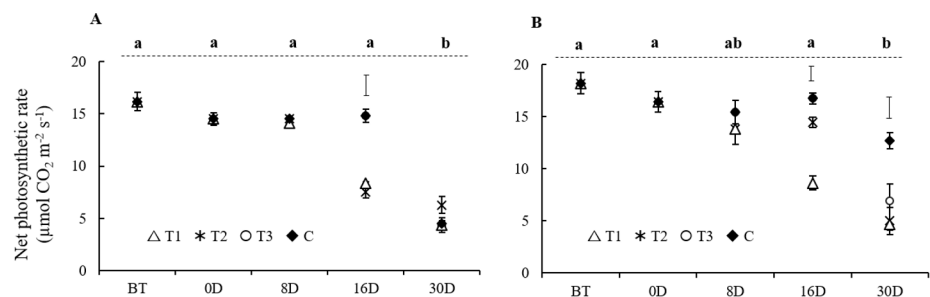 A
a a a a b
20
15
10
5
0
Net photosynthetic rate
(μmol CO2 m-2 s-1)
T1 T2 T3 C
BT 0D 8D 16D 30D
B
a a ab a b
20
15
10
5
0
T1 T2 T3 C
BT 0D 8D 16D 30D